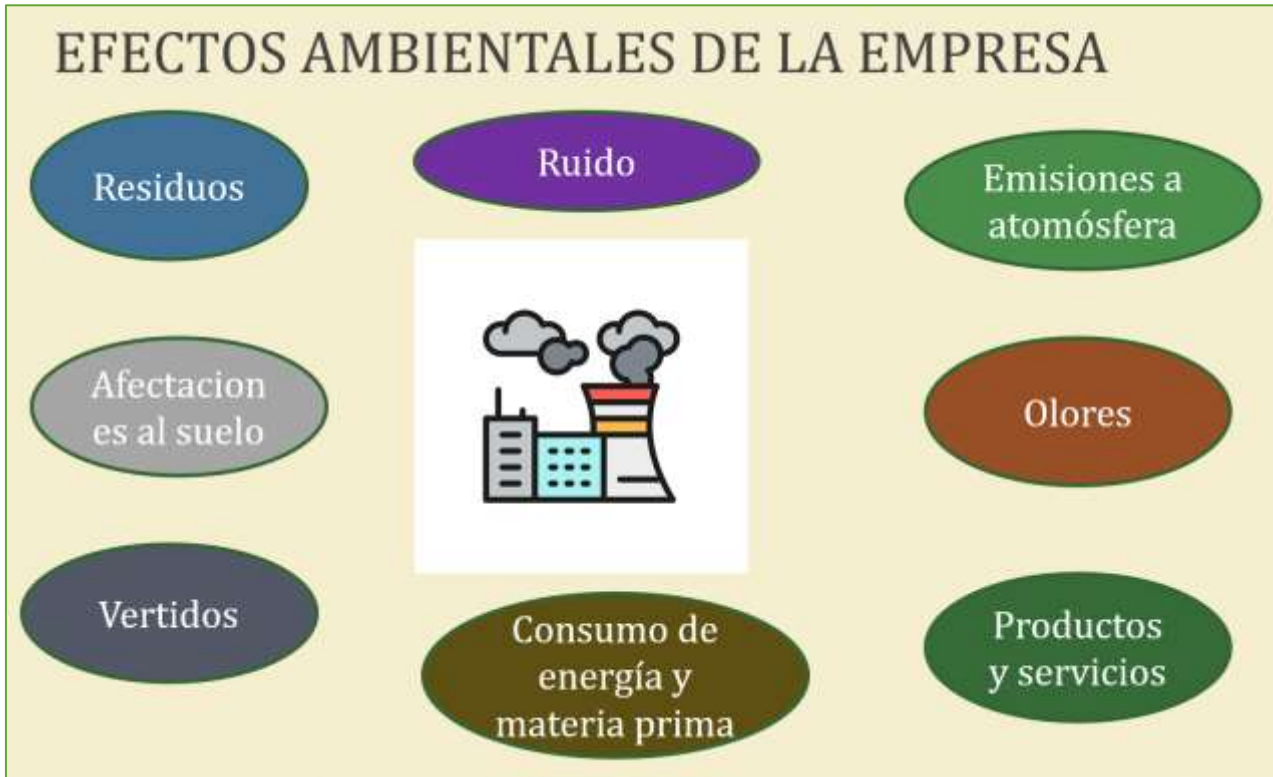 EFECTOS AMBIENTALES DE LA EMPRESA
Residuos
Ruido
Emisiones a
atomósfera
Afectacion
es al suelo
Olores
Vertidos
Consumo de
energía y
materia prima
Productos
y servicios